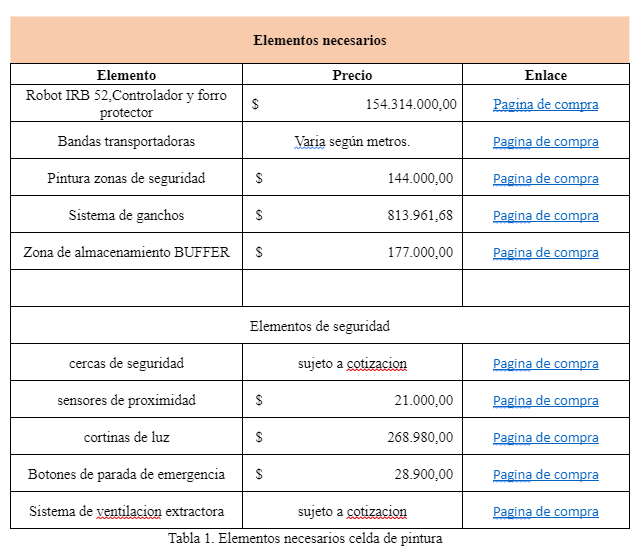 Elementos necesarios
Elemento Precio Enlace
Robot IRB 52,Controlador y forro
protector $ 154.314.000,00 Pagina de compra
Bandas transportadoras Varia según metros. Pagina de compra
Pintura zonas de seguridad $ 144.000,00 Pagina de compra
Sistema de ganchos $ 813.961,68 Pagina de compra
Zona de almacenamiento BUFFER $ 177.000,00 Pagina de compra
Elementos de seguridad
cercas de seguridad sujeto a cotizacion Pagina de compra
sensores de proximidad $ 21.000,00 Pagina de compra
cortinas de luz $ 268.980,00 Pagina de compra
Botones de parada de emergencia $ 28.900,00 Pagina de compra
Sistema de ventilacion extractora sujeto a cotizacion Pagina de compra
Tabla 1. Elementos necesarios celda de pintura